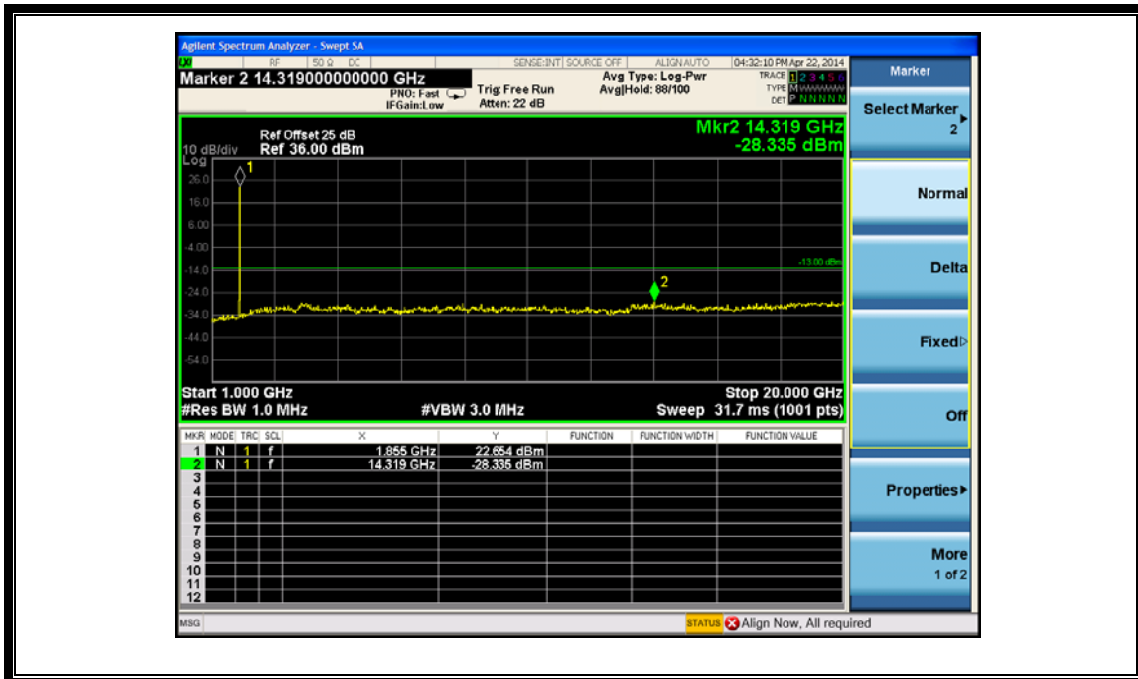 Agilent Spectrum Analyzer - Swept SA
LXI RF 50 Ω DC SENSE:INT SOURCE OFF ALIGN AUTO 04:32:10 PM Apr 22, 2014
Marker 2 14.319000000000 GHz
PNO: Fast
IFGain:Low
Trig: Free Run
Atten: 22 dB
Avg Type: Log-Pwr
Avg|Hold: 88/100
TRACE 1 2 3 4 5 6
TYPE M
DET P N N N N N
Ref Offset 25 dB
10 dB/div Ref 36.00 dBm
Log
Mkr2 14.319 GHz
-28.335 dBm
1
26.0
16.0
6.00
-4.00
-13.00 dBm
-14.0
2
-24.0
-34.0
-44.0
-54.0
Start 1.000 GHz Stop 20.000 GHz
#Res BW 1.0 MHz #VBW 3.0 MHz Sweep 31.7 ms (1001 pts)
MKR MODE TRC SCL X Y FUNCTION FUNCTION WIDTH FUNCTION VALUE
1 N 1 f 1.855 GHz 22.654 dBm
2 N 1 f 14.319 GHz -28.335 dBm
3
4
5
6
7
8
9
10
11
12
MSG STATUS Align Now, All required
Marker
Select Marker
2
Normal
Delta
Fixed
Off
Properties
More
1 of 2